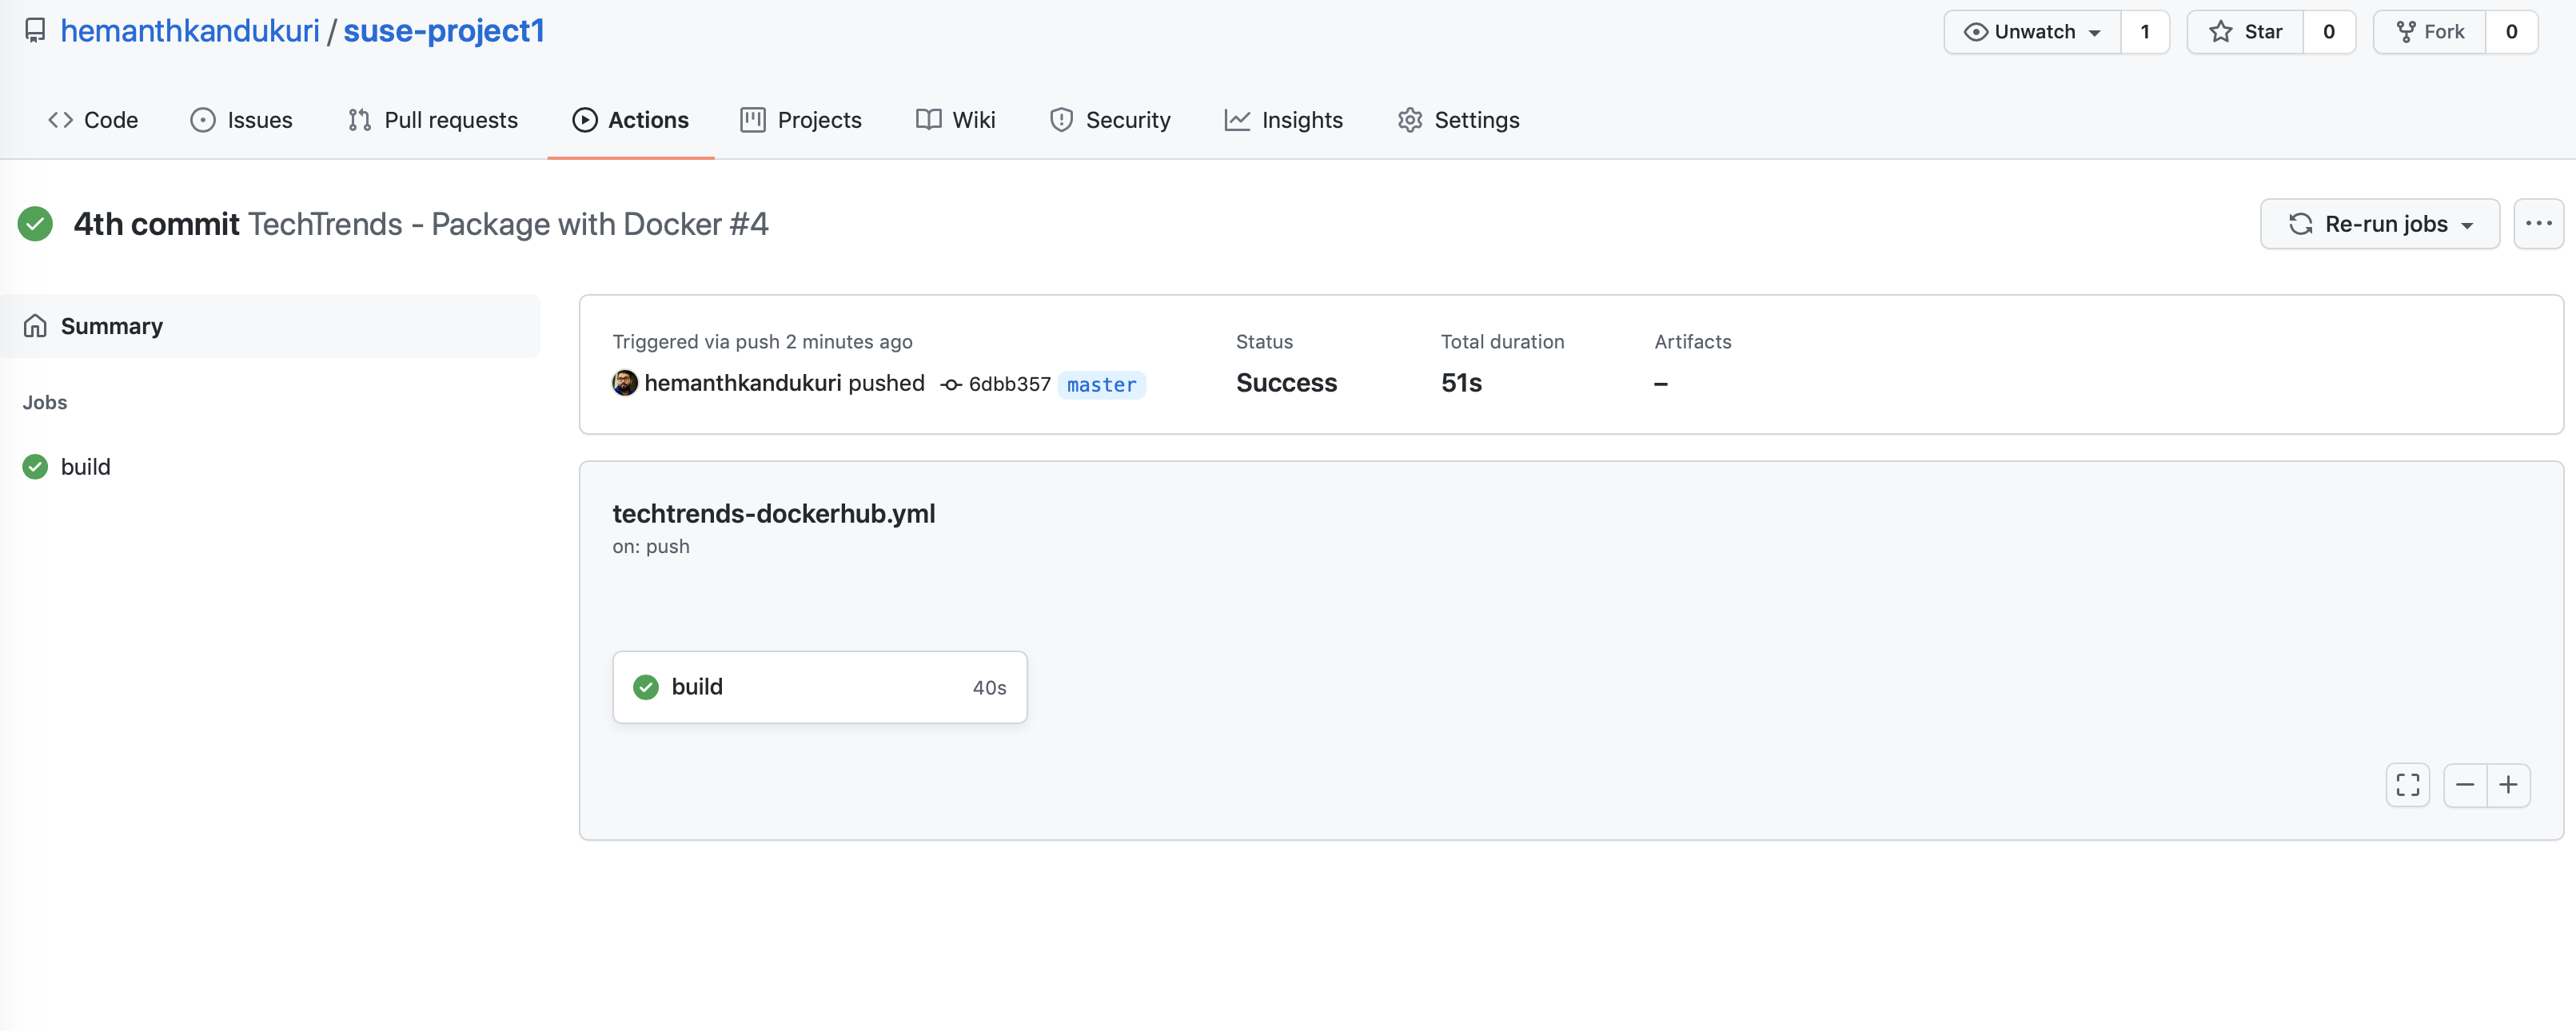 hemanthkandukuri / suse-project1
Unwatch 1 Star 0 Fork 0
Code Issues Pull requests Actions Projects Wiki Security Insights Settings
4th commit TechTrends - Package with Docker #4
Re-run jobs
Summary
Jobs
build
Triggered via push 2 minutes ago
hemanthkandukuri pushed 6dbb357 master
Status
Success
Total duration
51s
Artifacts
–
techtrends-dockerhub.yml
on: push
build 40s